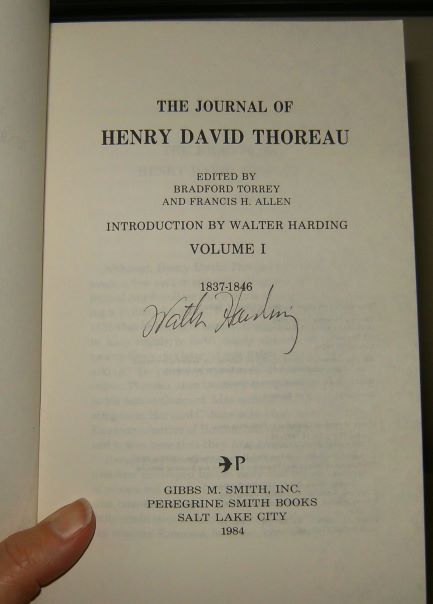 THE JOURNAL OF
HENRY DAVID THOREAU
EDITED BY
BRADFORD TORREY
AND FRANCIS H. ALLEN
INTRODUCTION BY WALTER HARDING
VOLUME I
1837-1846
Walter Harding
P
GIBBS M. SMITH, INC.
PEREGRINE SMITH BOOKS
SALT LAKE CITY
1984